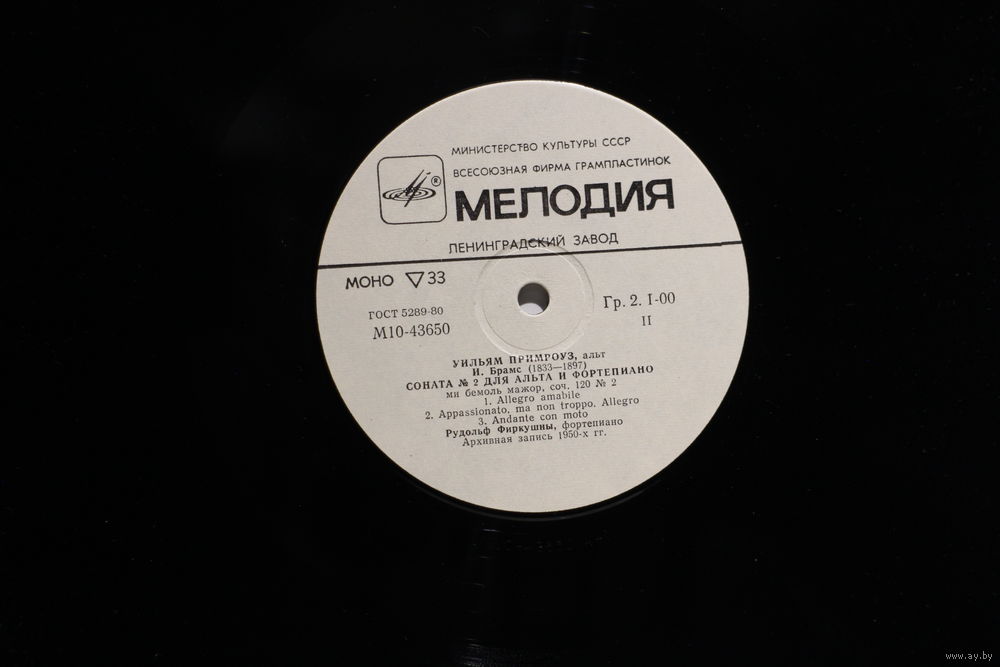 МИНИСТЕРСТВО КУЛЬТУРЫ СССР
ВСЕСОЮЗНАЯ ФИРМА ГРАМПЛАСТИНОК
®
МЕЛОДИЯ
ЛЕНИНГРАДСКИЙ ЗАВОД
МОНО ▽ 33
ГОСТ 5289-80
М10-43650
Гр. 2. I-00
II
УИЛЬЯМ ПРИМРОУЗ, альт
И. Брамс (1833—1897)
СОНАТА № 2 ДЛЯ АЛЬТА И ФОРТЕПИАНО
ми бемоль мажор, соч. 120 № 2
1. Allegro amabile
2. Appassionato, ma non troppo. Allegro
3. Andante con moto
Рудольф Фиркушны, фортепиано
Архивная запись 1950-х гг.
www.ay.by